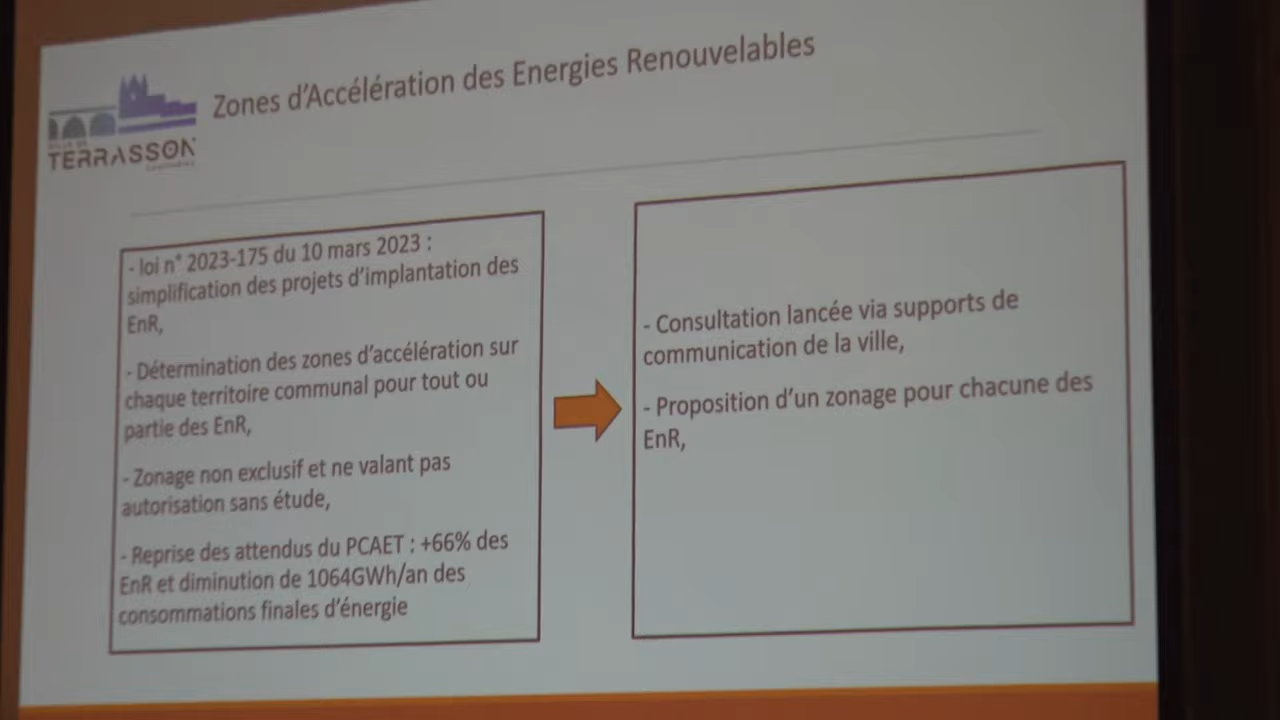 Zones d'Accélération des Energies Renouvelables
VILLE DE
TERRASSON
- loi n° 2023-175 du 10 mars 2023 :
simplification des projets d'implantation des
EnR,
- Détermination des zones d'accélération sur
chaque territoire communal pour tout ou
partie des EnR,
- Zonage non exclusif et ne valant pas
autorisation sans étude,
- Reprise des attendus du PCAET : +66% des
EnR et diminution de 1064GWh/an des
consommations finales d'énergie
- Consultation lancée via supports de
communication de la ville,
- Proposition d'un zonage pour chacune des
EnR,